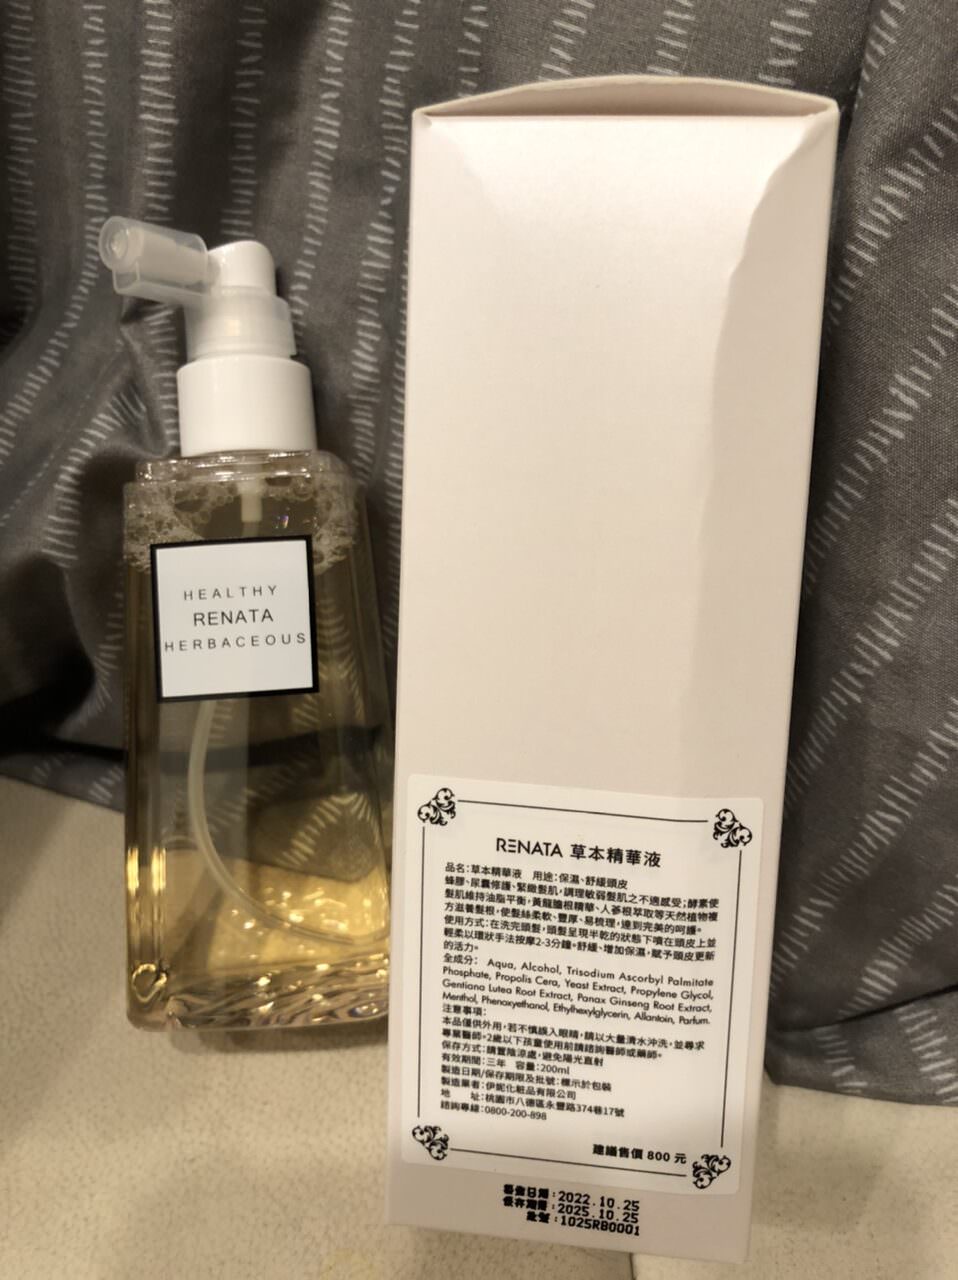 HEALTHY
RENATA
HERBACEOUS
RENATA 草本精華液
品名:草本精華液 用途:保濕、舒緩頭皮
蜂膠、尿囊修護、緊緻髮肌,調理敏弱髮肌之不適感受;酵素使
髮肌維持油脂平衡,黃龍膽根精華、人蔘根萃取等天然植物複
方滋養髮根,使髮絲柔軟、豐厚、易梳理,達到完美的呵護。
使用方式:在洗完頭髮,頭髮呈現半乾的狀態下噴在頭皮上並
輕柔以環狀手法按摩2-3分鐘。舒緩、增加保濕,賦予頭皮更新
的活力。
全成分: Aqua, Alcohol, Trisodium Ascorbyl Palmitate
Phosphate, Propolis Cera, Yeast Extract, Propylene Glycol,
Gentiana Lutea Root Extract, Panax Ginseng Root Extract,
Menthol, Phenoxyethanol, Ethylhexylglycerin, Allantoin, Parfum.
注意事項:
本品僅供外用,若不慎誤入眼睛,請以大量清水沖洗,並尋求
專業醫師。2歲以下孩童使用前請諮詢醫師或藥師。
保存方式:請置陰涼處,避免陽光直射
有效期間:三年 容量:200ml
製造日期/保存期限及批號:標示於包裝
製造業者:伊妮化粧品有限公司
地 址:桃園市八德區永豐路374巷17號
諮詢專線:0800-200-898
建議售價 800 元
製造日期:2022.10.25
保存期限:2025.10.25
批號:1025RB0001